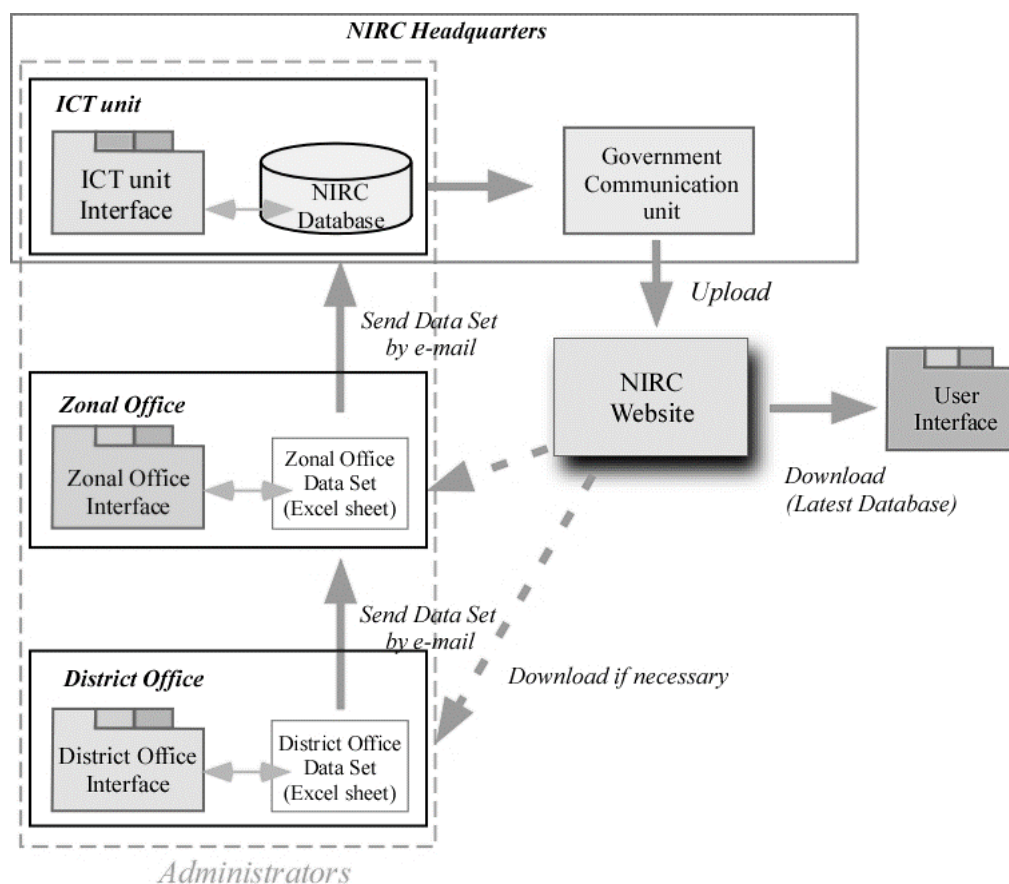 NIRC Headquarters
ICT unit
ICT unit
Interface
NIRC
Database
Government
Communication
unit
Upload
Send Data Set
by e-mail
NIRC
Website
User
Interface
Zonal Office
Zonal Office
Interface
Zonal Office
Data Set
(Excel sheet)
Download
(Latest Database)
Send Data Set
by e-mail
Download if necessary
District Office
District Office
Interface
District Office
Data Set
(Excel sheet)
Administrators